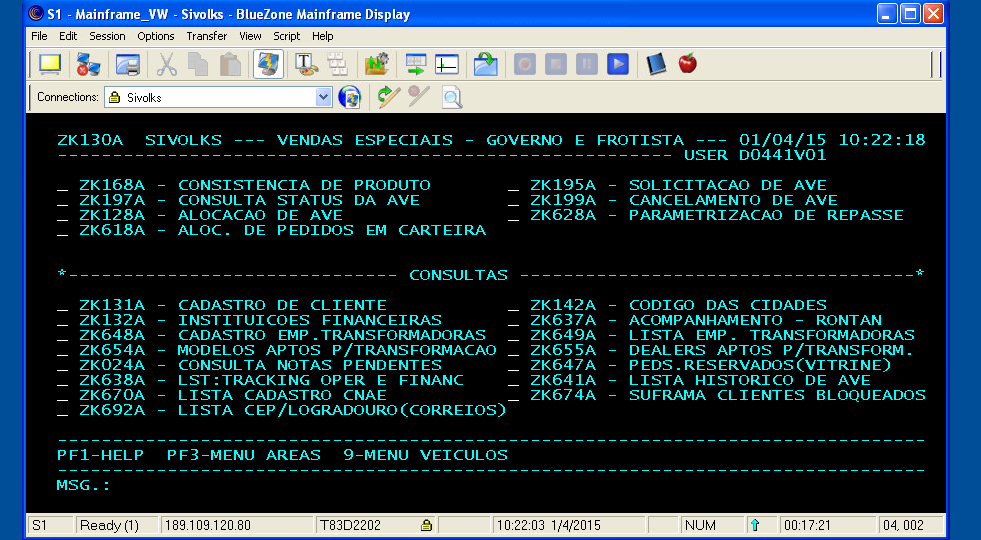 S1 - Mainframe_VW - Sivolks - BlueZone Mainframe Display
File Edit Session Options Transfer View Script Help
Connections: Sivolks
ZK130A SIVOLKS --- VENDAS ESPECIAIS - GOVERNO E FROTISTA --- 01/04/15 10:22:18
-------------------------------------------------------- USER D0441V01
_ ZK168A - CONSISTENCIA DE PRODUTO _ ZK195A - SOLICITACAO DE AVE
_ ZK197A - CONSULTA STATUS DA AVE _ ZK199A - CANCELAMENTO DE AVE
_ ZK128A - ALOCACAO DE AVE _ ZK628A - PARAMETRIZACAO DE REPASSE
_ ZK618A - ALOC. DE PEDIDOS EM CARTEIRA
*------------------------------ CONSULTAS ------------------------------------*
_ ZK131A - CADASTRO DE CLIENTE _ ZK142A - CODIGO DAS CIDADES
_ ZK132A - INSTITUICOES FINANCEIRAS _ ZK637A - ACOMPANHAMENTO - RONTAN
_ ZK648A - CADASTRO EMP.TRANSFORMADORAS _ ZK649A - LISTA EMP. TRANSFORMADORAS
_ ZK654A - MODELOS APTOS P/TRANSFORMACAO _ ZK655A - DEALERS APTOS P/TRANSFORM.
_ ZK024A - CONSULTA NOTAS PENDENTES _ ZK647A - PEDS.RESERVADOS(VITRINE)
_ ZK638A - LST:TRACKING OPER E FINANC _ ZK641A - LISTA HISTORICO DE AVE
_ ZK670A - LISTA CADASTRO CNAE _ ZK674A - SUFRAMA CLIENTES BLOQUEADOS
_ ZK692A - LISTA CEP/LOGRADOURO(CORREIOS)
-------------------------------------------------------------------------------
PF1-HELP PF3-MENU AREAS 9-MENU VEICULOS
-------------------------------------------------------------------------------
MSG.:
S1 Ready (1) 189.109.120.80 T83D2202 10:22:03 1/4/2015 NUM 00:17:21 04, 002